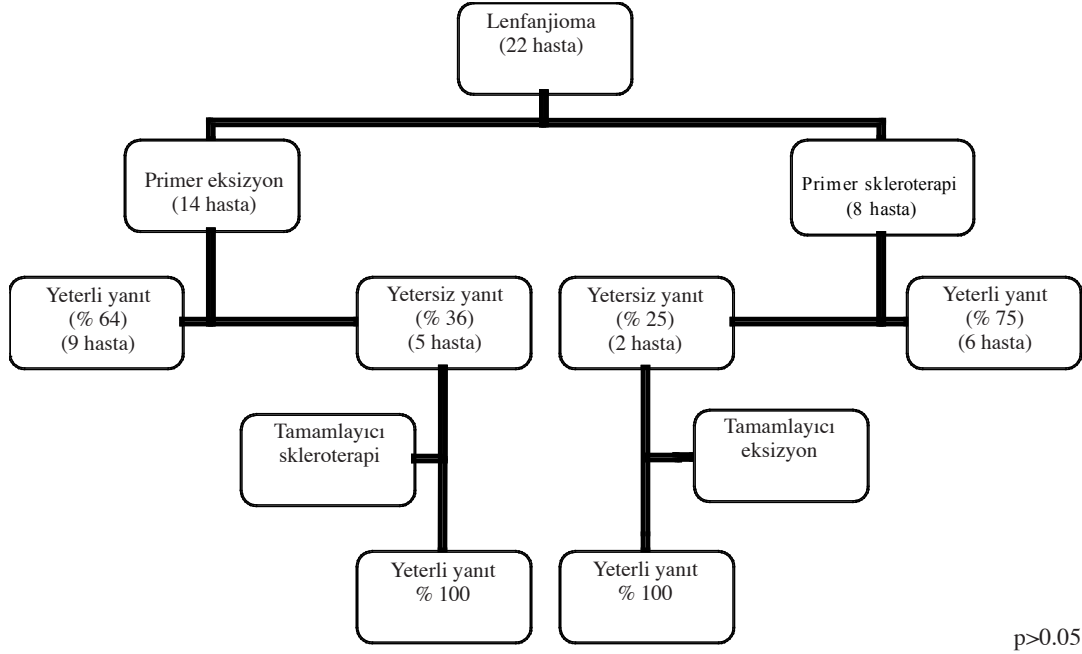 Lenfanjioma
(22 hasta)
Primer eksizyon
(14 hasta)
Primer skleroterapi
(8 hasta)
Yeterli yanıt
(% 64)
(9 hasta)
Yetersiz yanıt
(% 36)
(5 hasta)
Yetersiz yanıt
(% 25)
(2 hasta)
Yeterli yanıt
(% 75)
(6 hasta)
Tamamlayıcı
skleroterapi
Tamamlayıcı
eksizyon
Yeterli yanıt
% 100
Yeterli yanıt
% 100
p>0.05